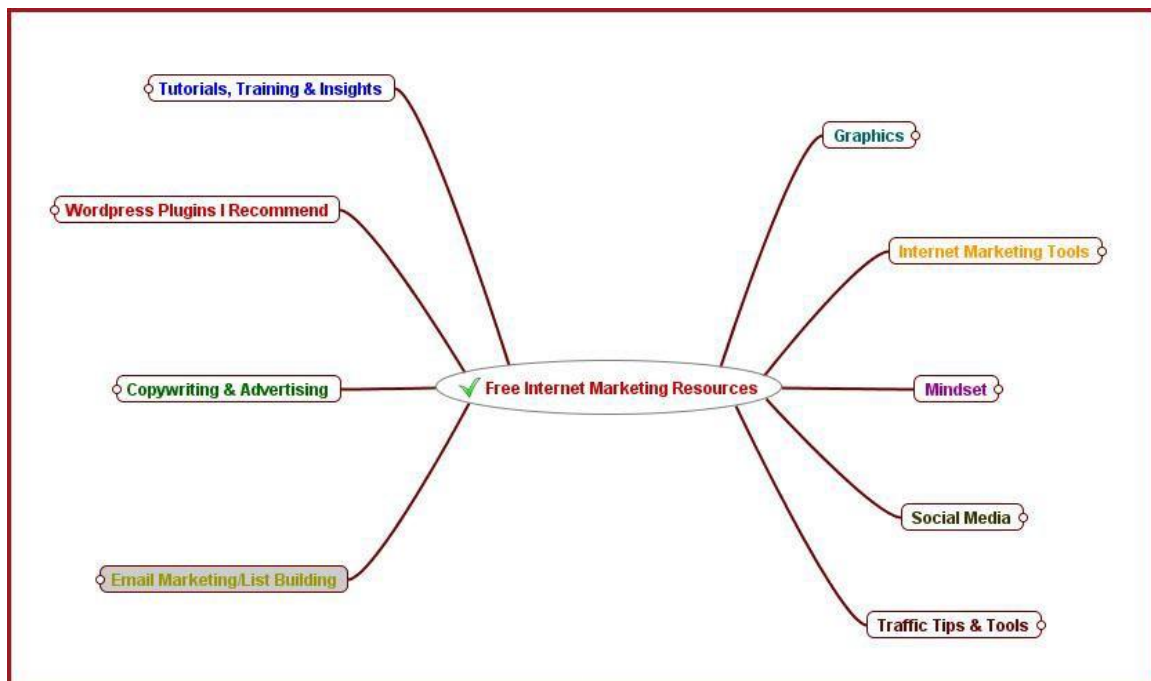 Tutorials, Training & Insights
Graphics
Wordpress Plugins I Recommend
Internet Marketing Tools
Free Internet Marketing Resources
Copywriting & Advertising
Mindset
Social Media
Email Marketing/List Building
Traffic Tips & Tools